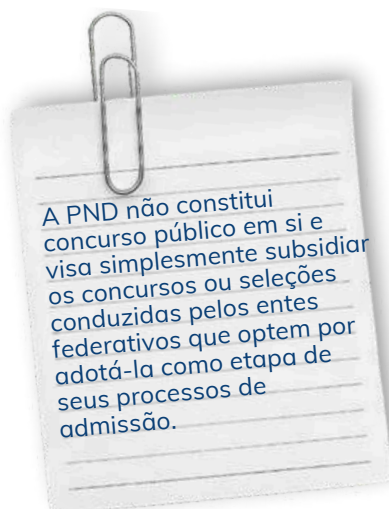 A PND não constitui
concurso público em si e
visa simplesmente subsidiar
os concursos ou seleções
conduzidas pelos entes
federativos que optem por
adotá-la como etapa de
seus processos de
admissão.